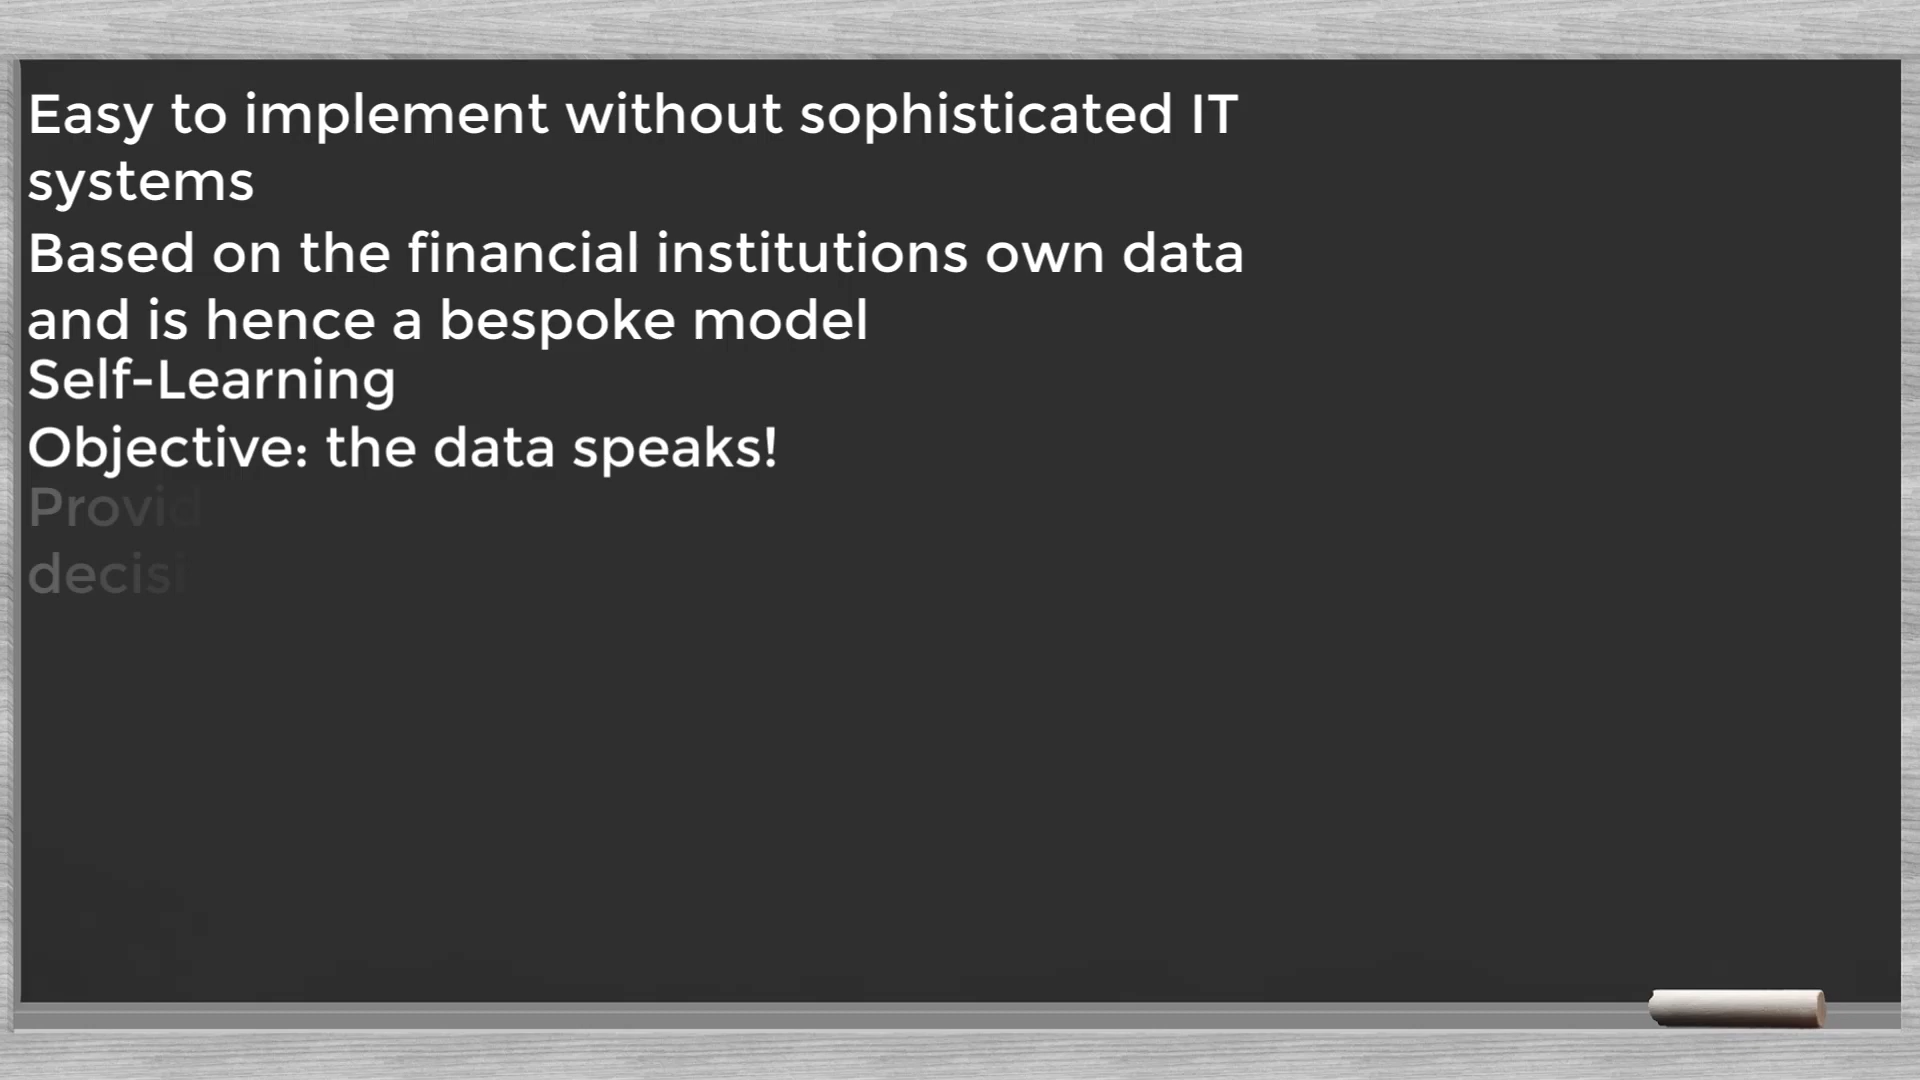 Easy to implement without sophisticated IT
systems
Based on the financial institutions own data
and is hence a bespoke model
Self-Learning
Objective: the data speaks!
Provid
decisi